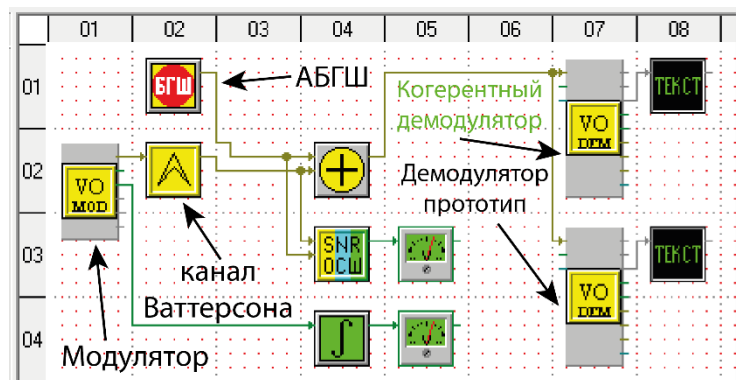 01 02 03 04 05 06 07 08
01
БГШ
АБГШ
Когерентный
демодулятор
VO
DEM
ТЕКСТ
02
VO
MOD
Демодулятор
прототип
03
канал
Ваттерсона
SNR
ОСШ
VO
DEM
ТЕКСТ
04
Модулятор